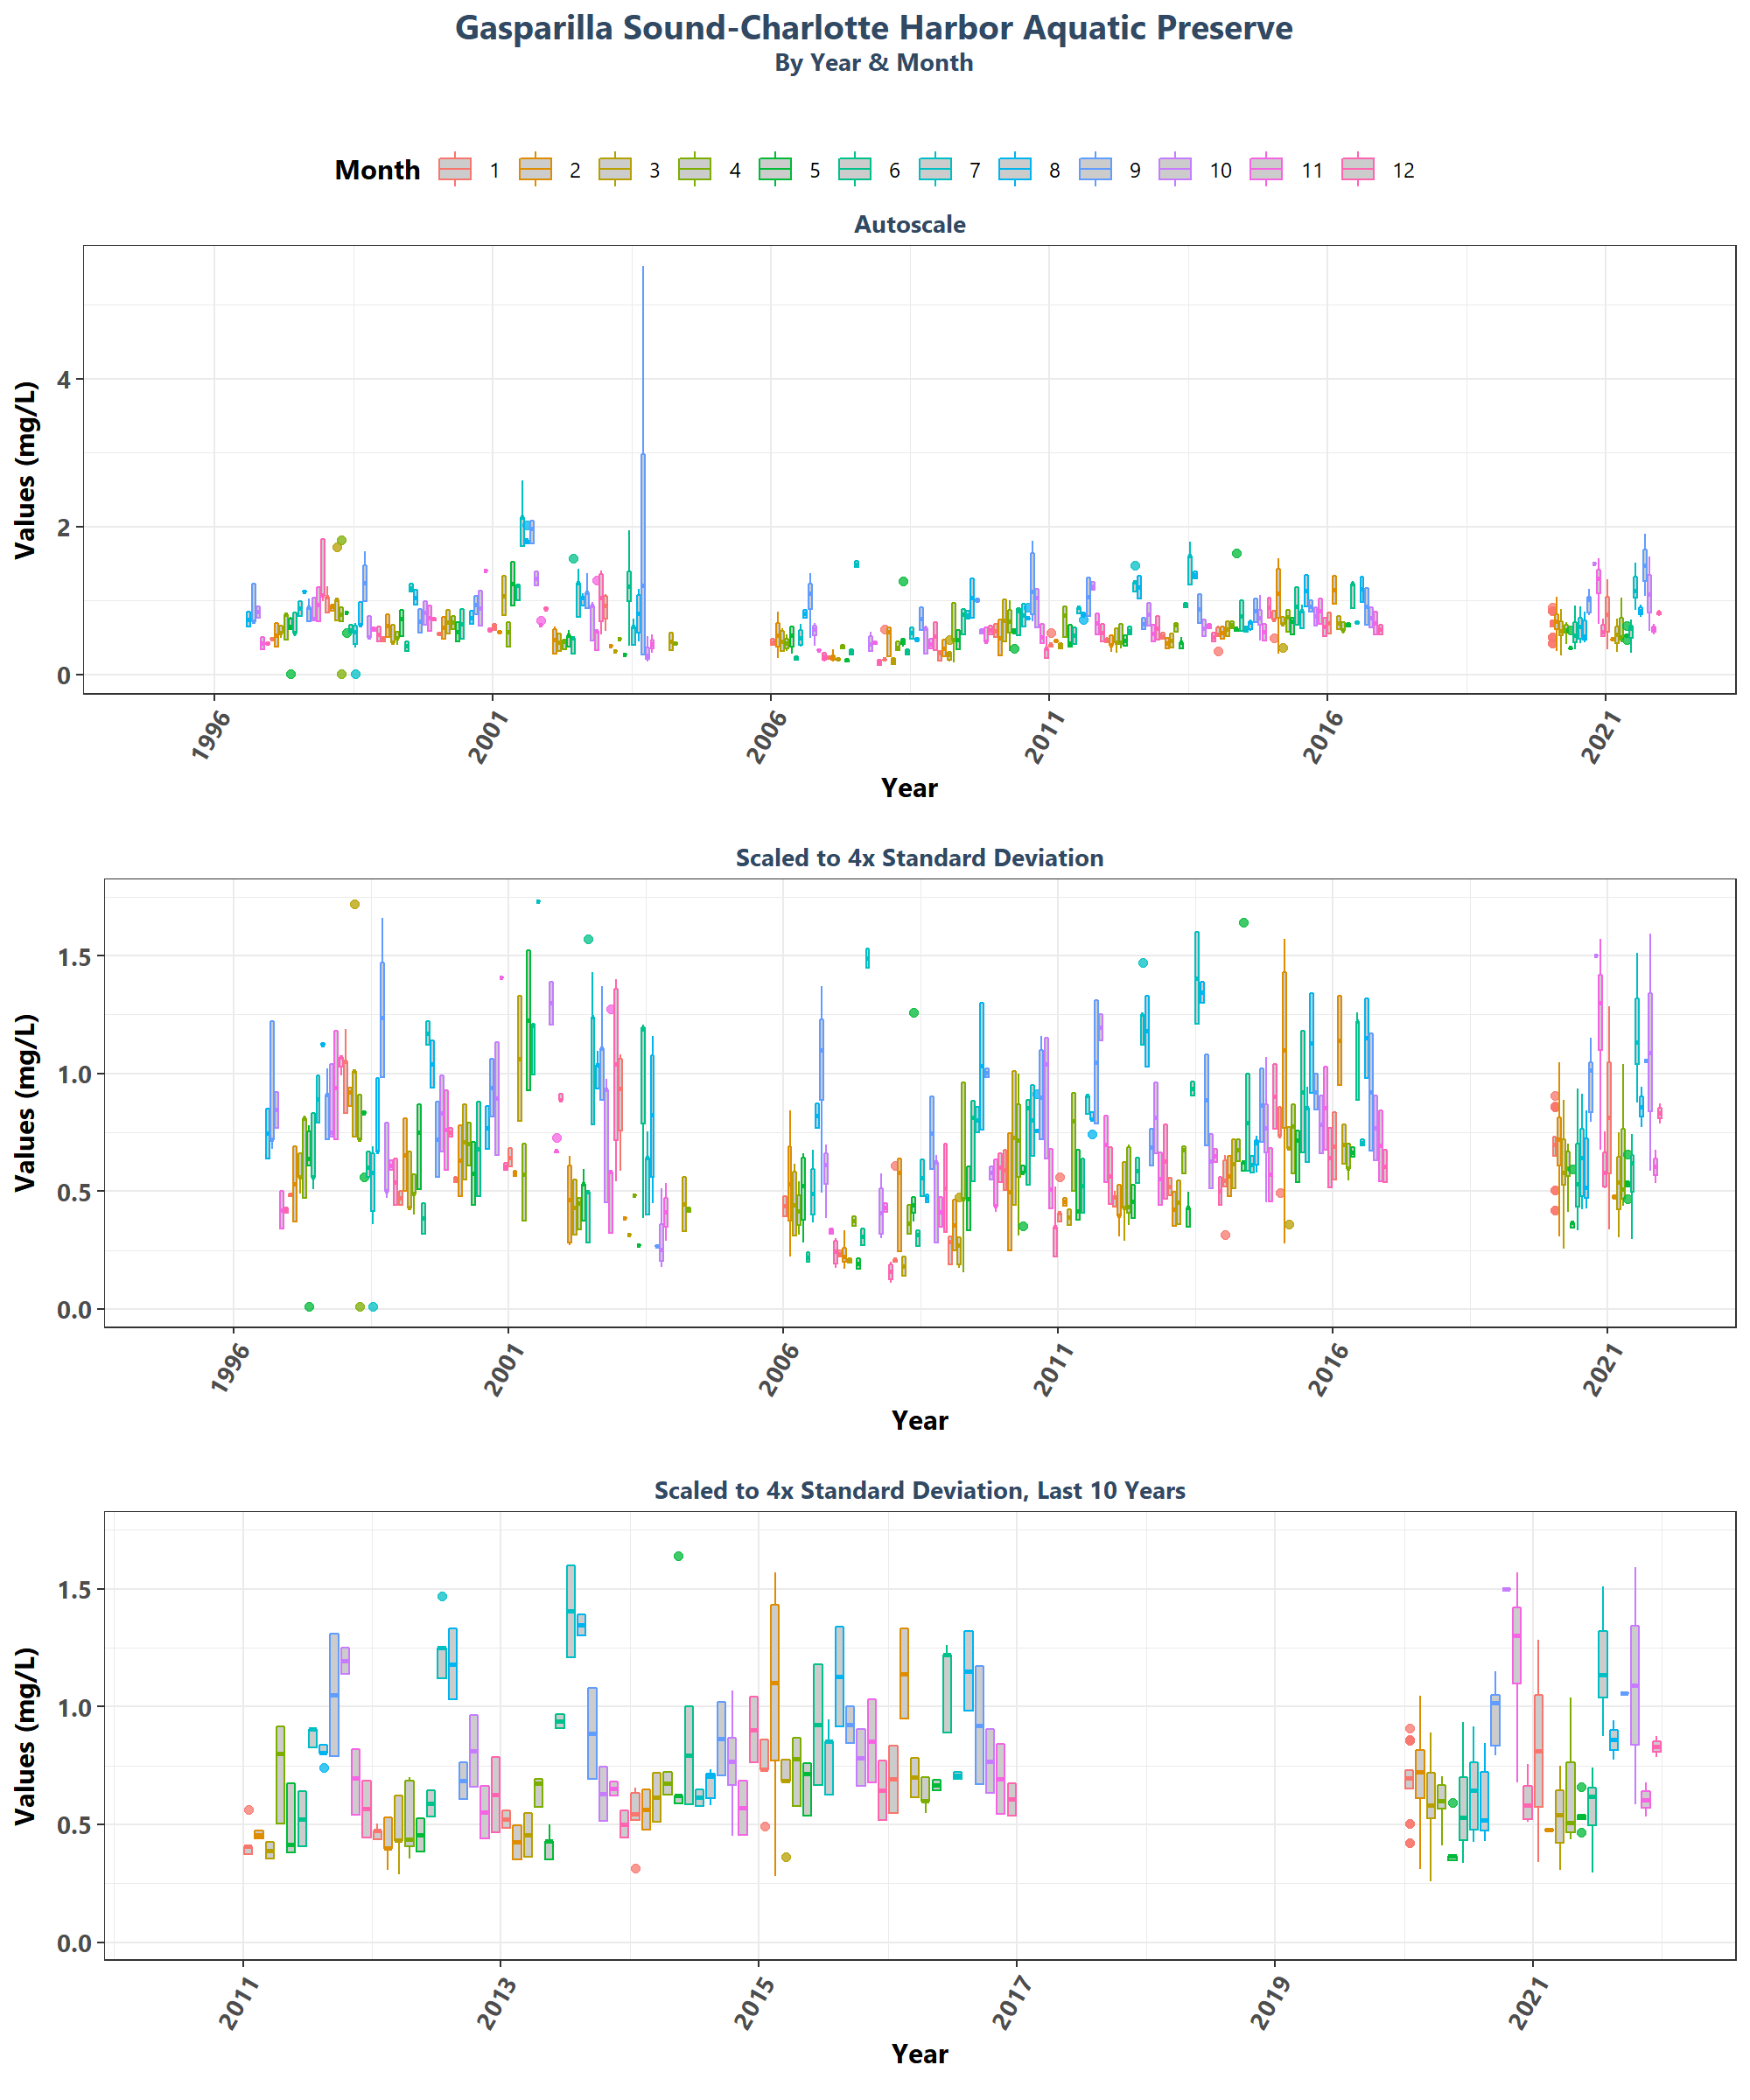 Gasparilla Sound-Charlotte Harbor Aquatic Preserve
By Year & Month
Month 1 2 3 4 5 6 7 8 9 10 11 12
Autoscale
Values (mg/L)
4
2
0
1996 2001 2006 2011 2016 2021
Year
Scaled to 4x Standard Deviation
Values (mg/L)
1.5
1.0
0.5
0.0
1996 2001 2006 2011 2016 2021
Year
Scaled to 4x Standard Deviation, Last 10 Years
Values (mg/L)
1.5
1.0
0.5
0.0
2011 2013 2015 2017 2019 2021
Year